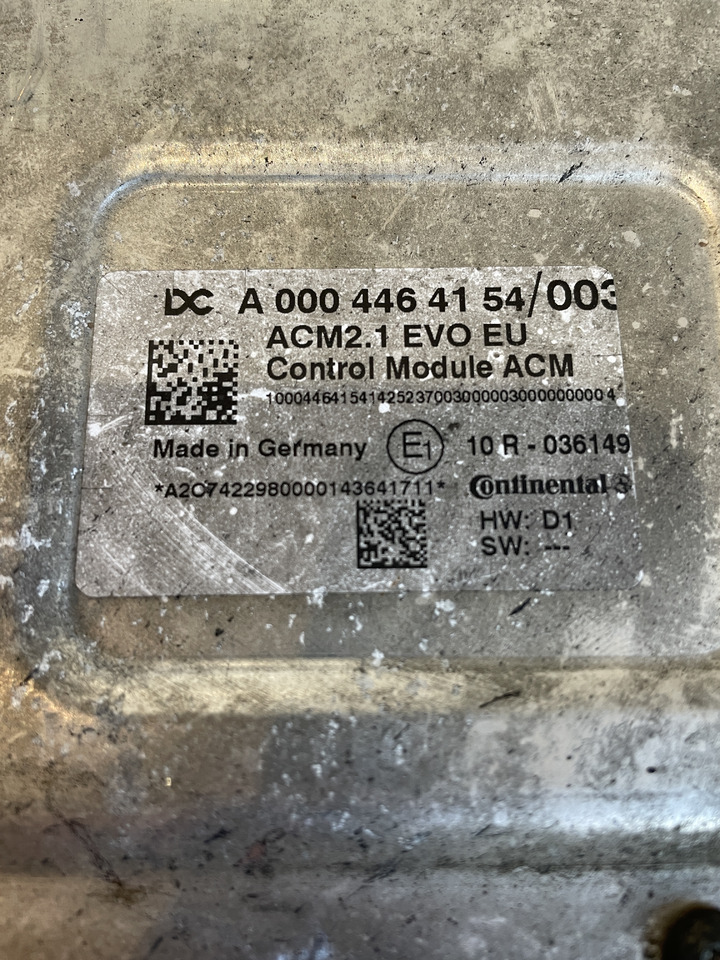 DC A 000 446 41 54/003
ACM2.1 EVO EU
Control Module ACM
10004464154142523700300000300000000004
Made in Germany E1 10 R - 036149
*A2C7422980000143641711* Continental
HW: D1
SW: ---